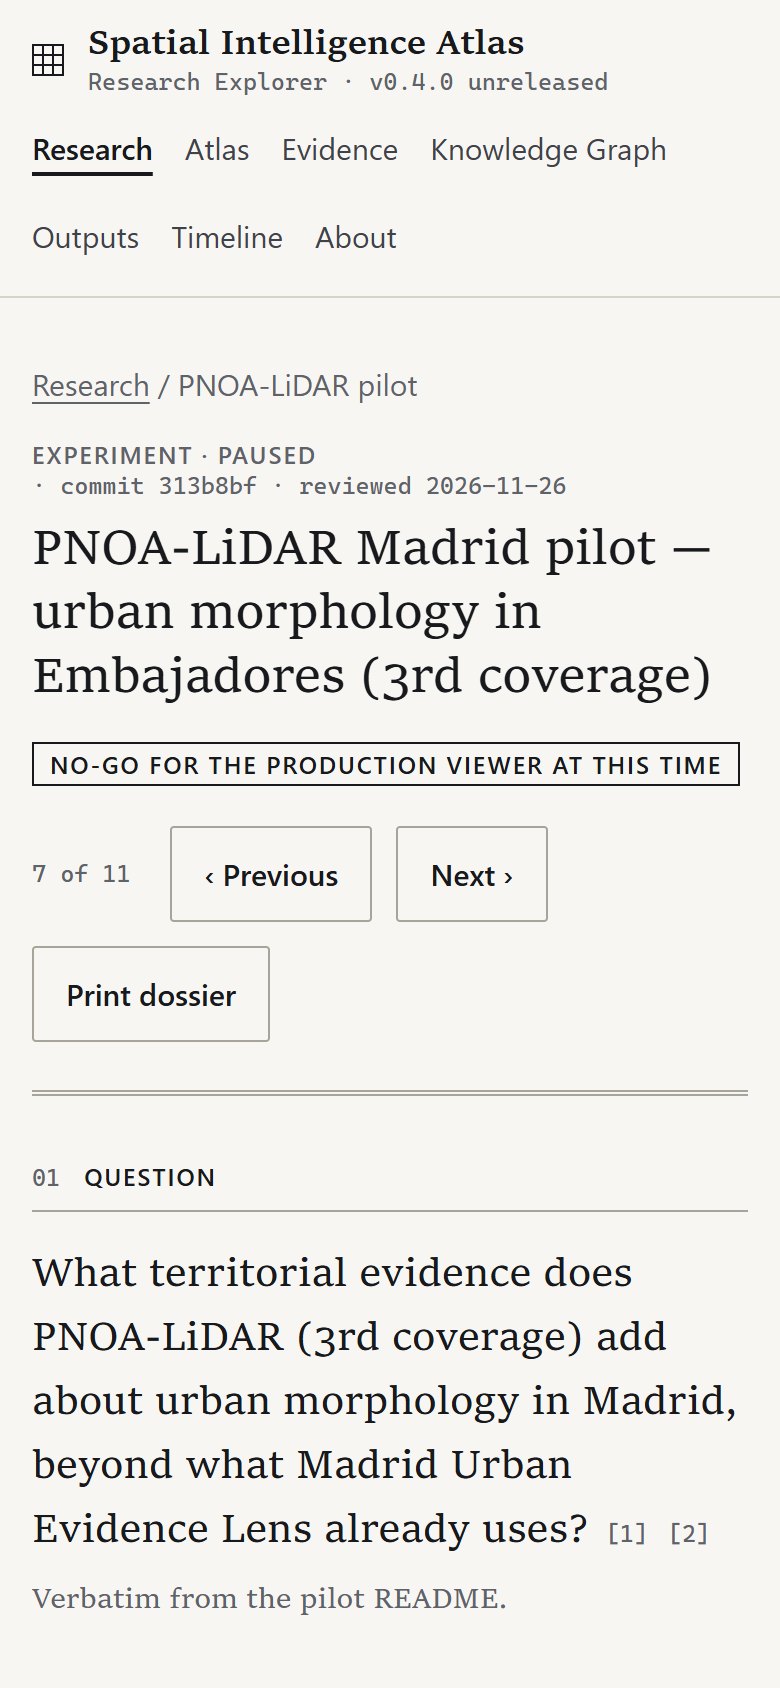 Spatial Intelligence Atlas
Research Explorer · v0.4.0 unreleased
Research Atlas Evidence Knowledge Graph
Outputs Timeline About
Research / PNOA-LiDAR pilot
EXPERIMENT · PAUSED
· commit 313b8bf · reviewed 2026-11-26
PNOA-LiDAR Madrid pilot —
urban morphology in
Embajadores (3rd coverage)
NO-GO FOR THE PRODUCTION VIEWER AT THIS TIME
7 of 11 ‹ Previous Next ›
Print dossier
01 QUESTION
What territorial evidence does
PNOA-LiDAR (3rd coverage) add
about urban morphology in Madrid,
beyond what Madrid Urban
Evidence Lens already uses? [1] [2]
Verbatim from the pilot README.